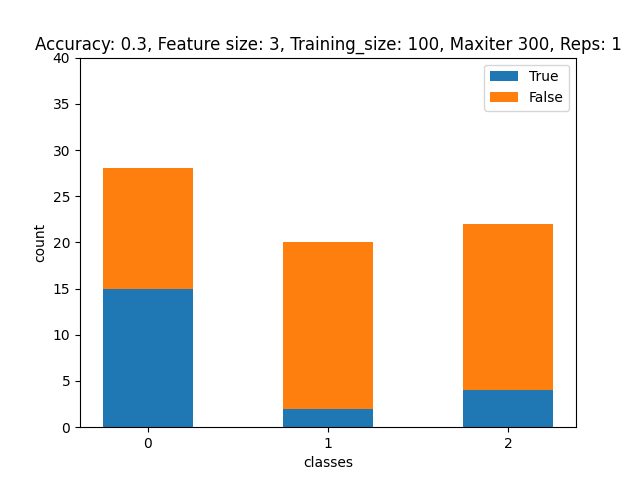 Accuracy: 0.3, Feature size: 3, Training_size: 100, Maxiter 300, Reps: 1
True
False
40
35
30
25
20
15
10
5
0
count
0 1 2
classes